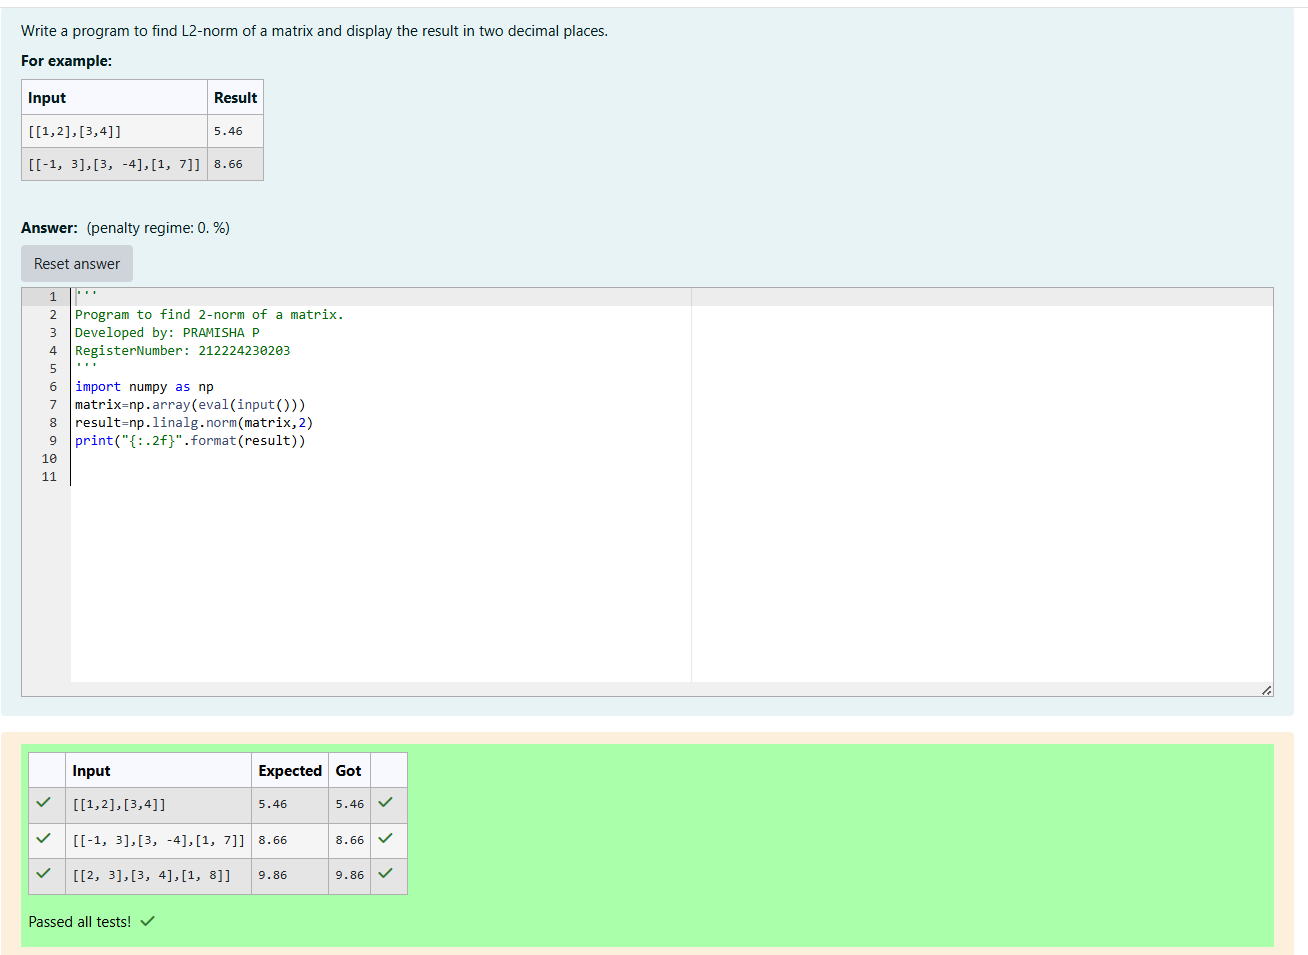 Write a program to find L2-norm of a matrix and display the result in two decimal places.
For example:
Input Result
[[1,2],[3,4]] 5.46
[[-1, 3],[3, -4],[1, 7]] 8.66
Answer: (penalty regime: 0. %)
Reset answer
1 '''
2 Program to find 2-norm of a matrix.
3 Developed by: PRAMISHA P
4 RegisterNumber: 212224230203
5 '''
6 import numpy as np
7 matrix=np.array(eval(input()))
8 result=np.linalg.norm(matrix,2)
9 print("{:.2f}".format(result))
10
11
Input Expected Got
[[1,2],[3,4]] 5.46 5.46
[[-1, 3],[3, -4],[1, 7]] 8.66 8.66
[[2, 3],[3, 4],[1, 8]] 9.86 9.86
Passed all tests!